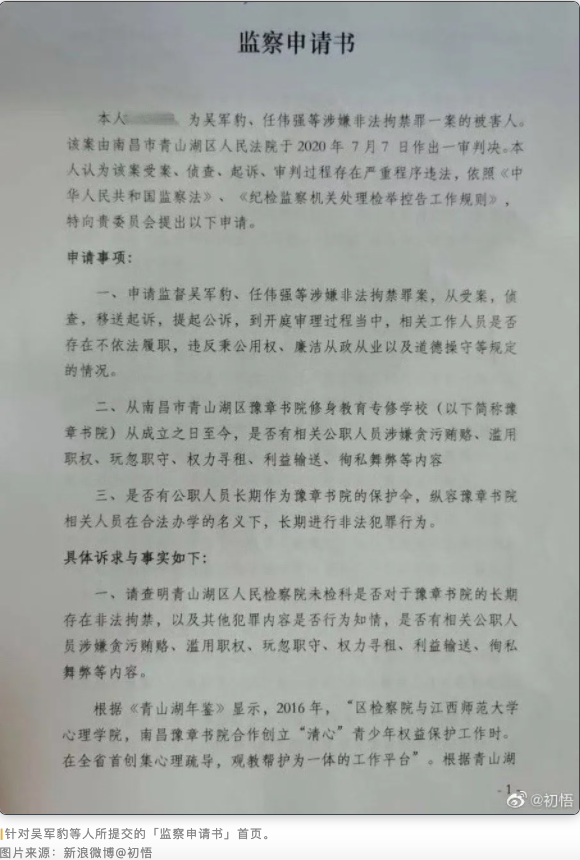 监察申请书
本人 为吴军豹、任伟强等涉嫌非法拘禁罪一案的被害人。
该案由南昌市青山湖区人民法院于2020年7月7日作出一审判决。本
人认为该案受案、侦查、起诉、审判过程存在严重程序违法，依照《中
华人民共和国监察法》、《纪检监察机关处理检举控告工作规则》，
特向贵委员会提出以下申请。
申请事项：
一、申请监督吴军豹、任伟强等涉嫌非法拘禁罪案，从受案，侦
查，移送起诉，提起公诉，到开庭审理过程当中，相关工作人员是否
存在不依法履职，违反秉公用权、廉洁从政从业以及道德操守等规定
的情况。
二、从南昌市青山湖区豫章书院修身教育专修学校（以下简称豫
章书院）从成立之日至今，是否有相关公职人员涉嫌贪污贿赂、滥用
职权、玩忽职守、权力寻租、利益输送、徇私舞弊等内容
三、是否有公职人员长期作为豫章书院的保护伞，纵容豫章书院
相关人员在合法办学的名义下，长期进行非法犯罪行为。
具体诉求与事实如下：
一、请查明青山湖区人民检察院未检科是否对于豫章书院的长期
存在非法拘禁，以及其他犯罪内容是否行为知情，是否有相关公职人
员涉嫌贪污贿赂、滥用职权、玩忽职守、权力寻租、利益输送、徇私
舞弊等内容。
根据《青山湖年鉴》显示，2016年，“区检察院与江西师范大学
心理学院，南昌豫章书院合作创立“清心”青少年权益保护工作时。
在全省首创集心理疏导，观教帮护为一体的工作平台”。根据青山湖
- 1 -
@初悟
针对吴军豹等人所提交的「监察申请书」首页。
图片来源：新浪微博@初悟